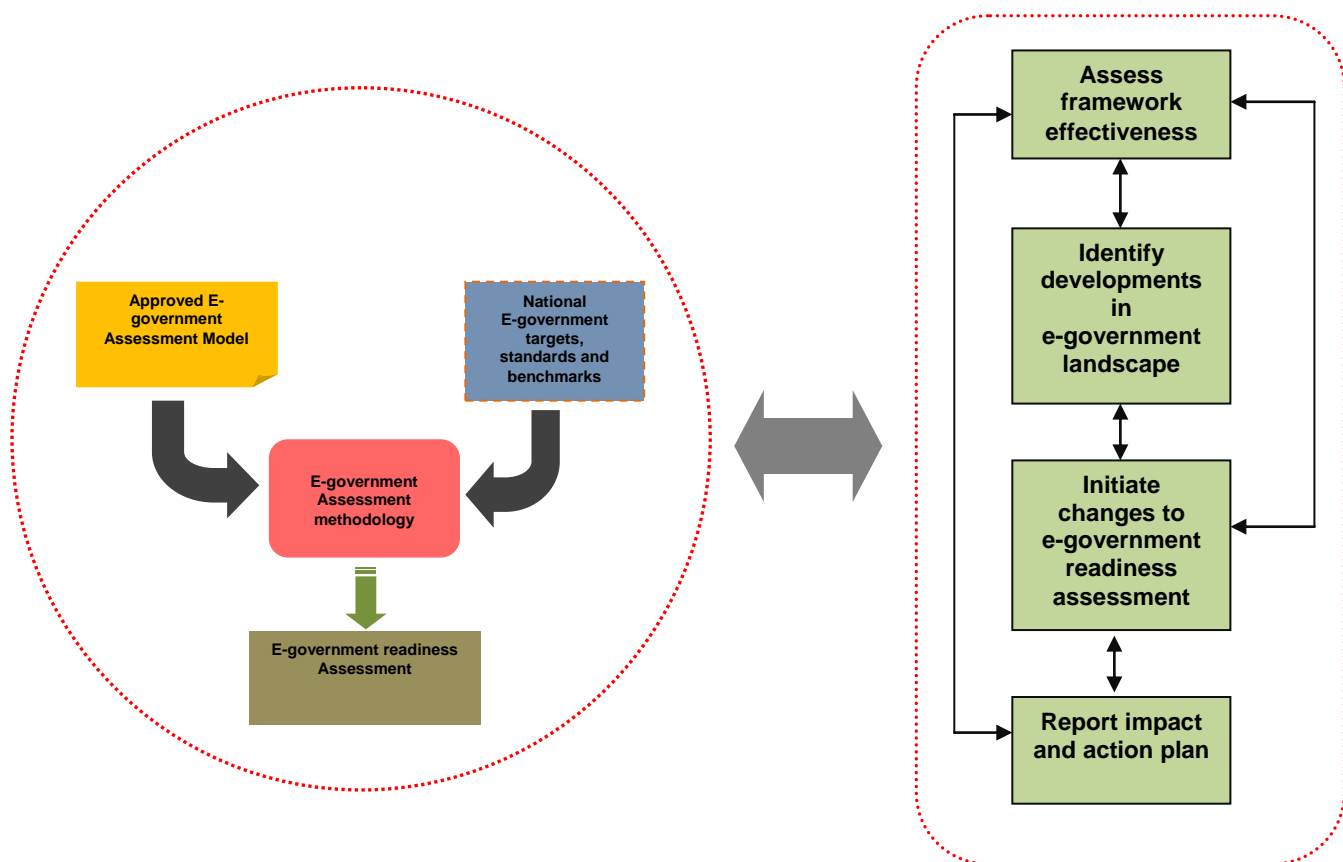 Approved E-
government
Assessment Model
National
E-government
targets,
standards and
benchmarks
E-government
Assessment
methodology
E-government readiness
Assessment
Assess
framework
effectiveness
Identify
developments
in
e-government
landscape
Initiate
changes to
e-government
readiness
assessment
Report impact
and action plan